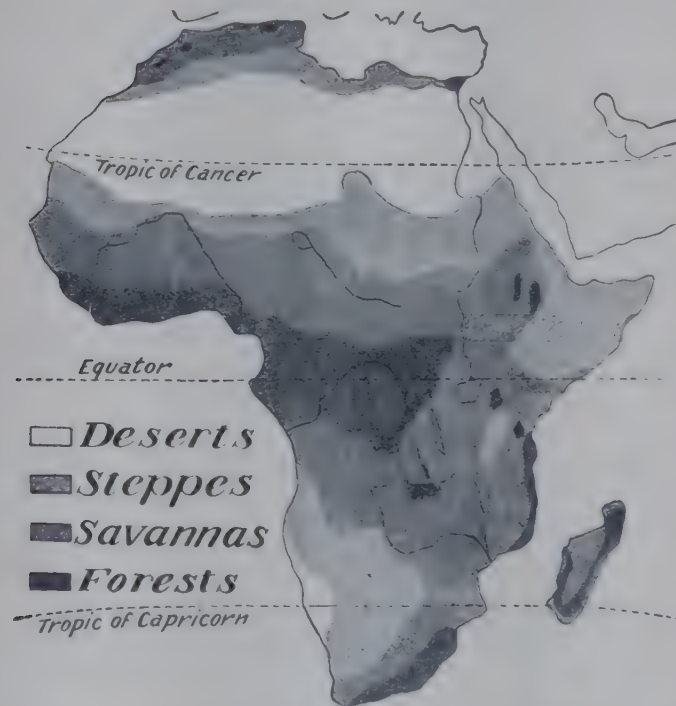 Tropic of Cancer
Equator
Deserts
Steppes
Savannas
Forests
Tropic of Capricorn